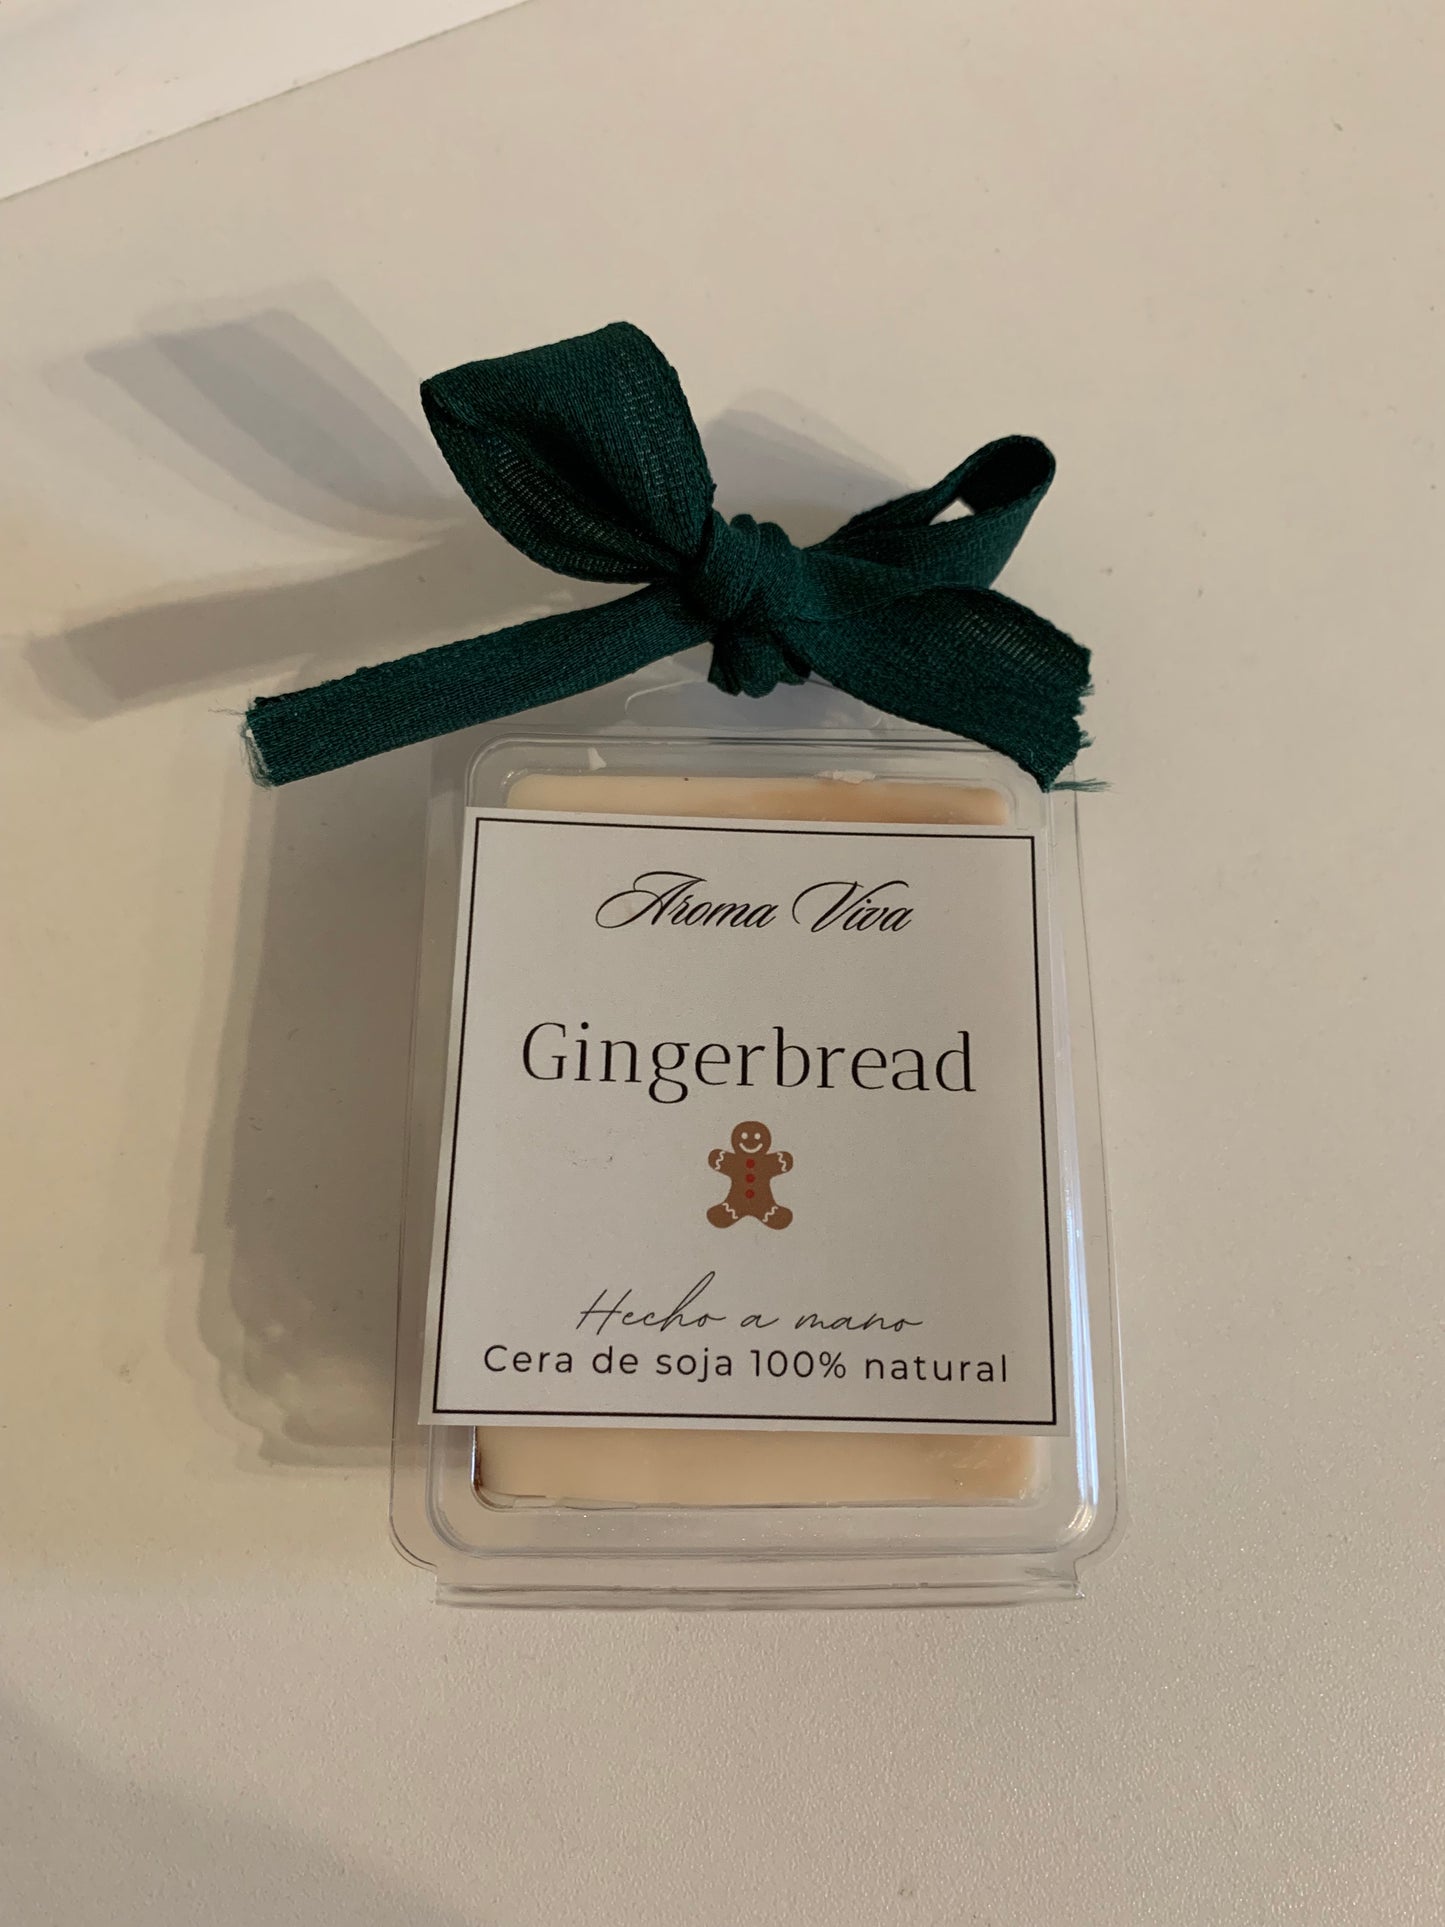 Aroma Viva
Gingerbread
Hecho a mano
Cera de soja 100% natural